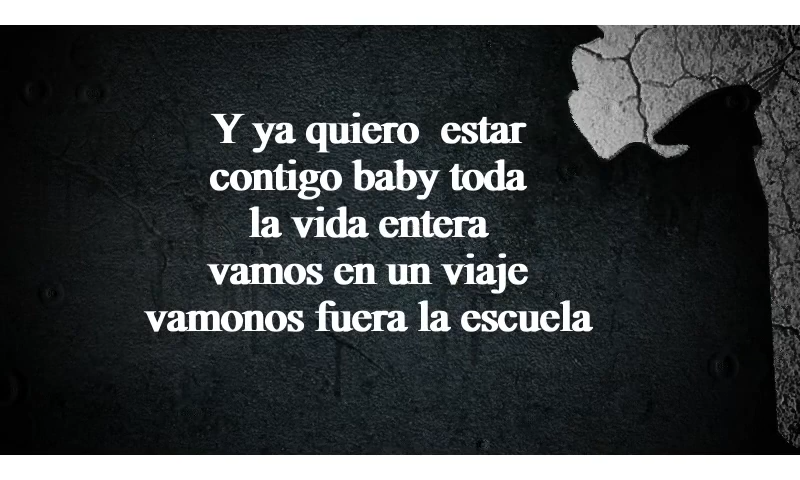 Y ya quiero estar
contigo baby toda
la vida entera
vamos en un viaje
vamonos fuera la escuela